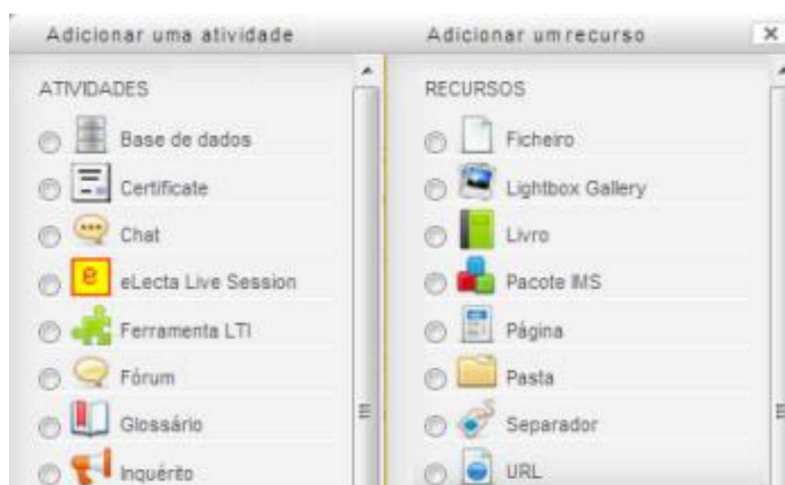 Adicionar uma atividade
ATIVIDADES
Base de dados
Certificate
Chat
eLecta Live Session
Ferramenta LTI
Fórum
Glossário
Inquérito
Adicionar um recurso
RECURSOS
Ficheiro
Lightbox Gallery
Livro
Pacote IMS
Página
Pasta
Separador
URL